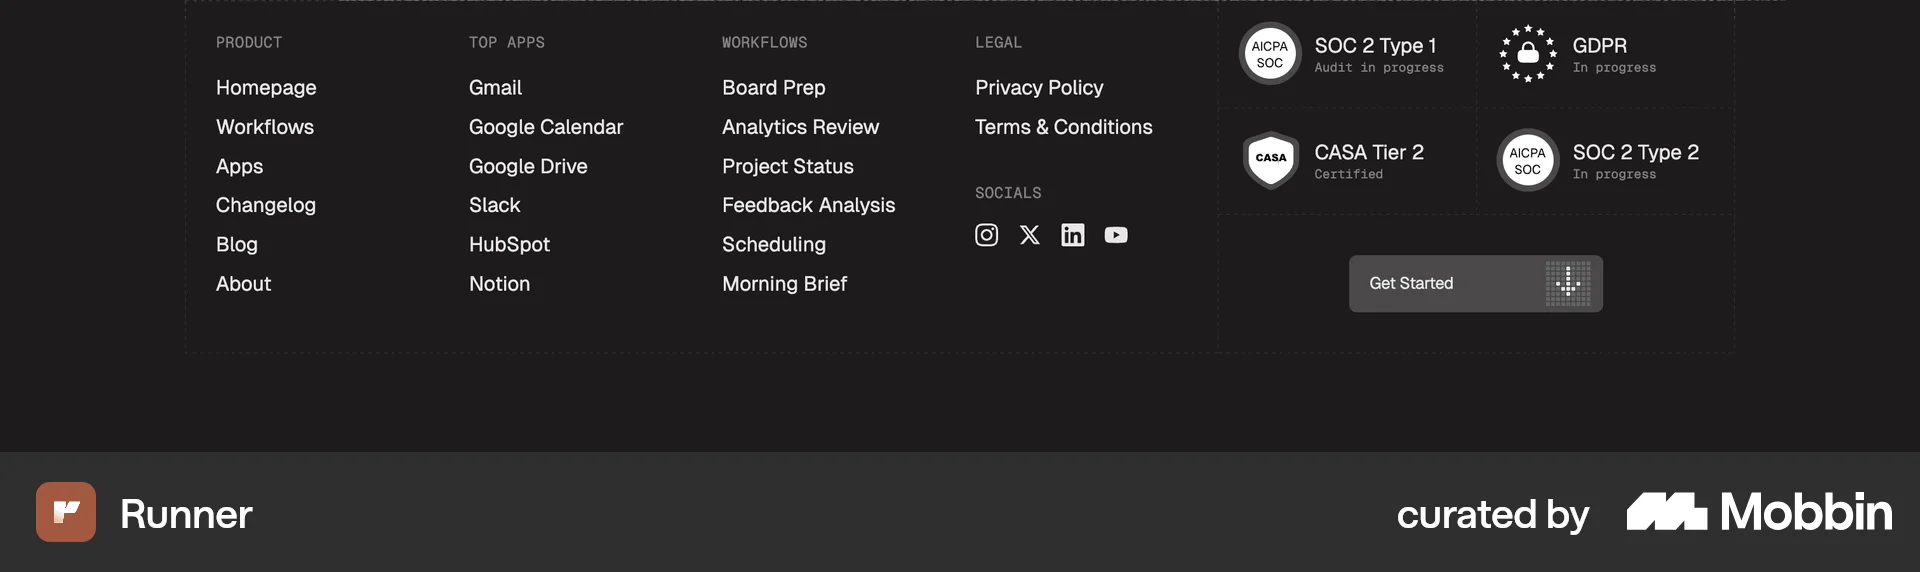 PRODUCT
Homepage
Workflows
Apps
Changelog
Blog
About
TOP APPS
Gmail
Google Calendar
Google Drive
Slack
HubSpot
Notion
WORKFLOWS
Board Prep
Analytics Review
Project Status
Feedback Analysis
Scheduling
Morning Brief
LEGAL
Privacy Policy
Terms & Conditions
SOCIALS
AICPA
SOC
SOC 2 Type 1
Audit in progress
GDPR
In progress
CASA
CASA Tier 2
Certified
AICPA
SOC
SOC 2 Type 2
In progress
Get Started
Runner
curated by
Mobbin